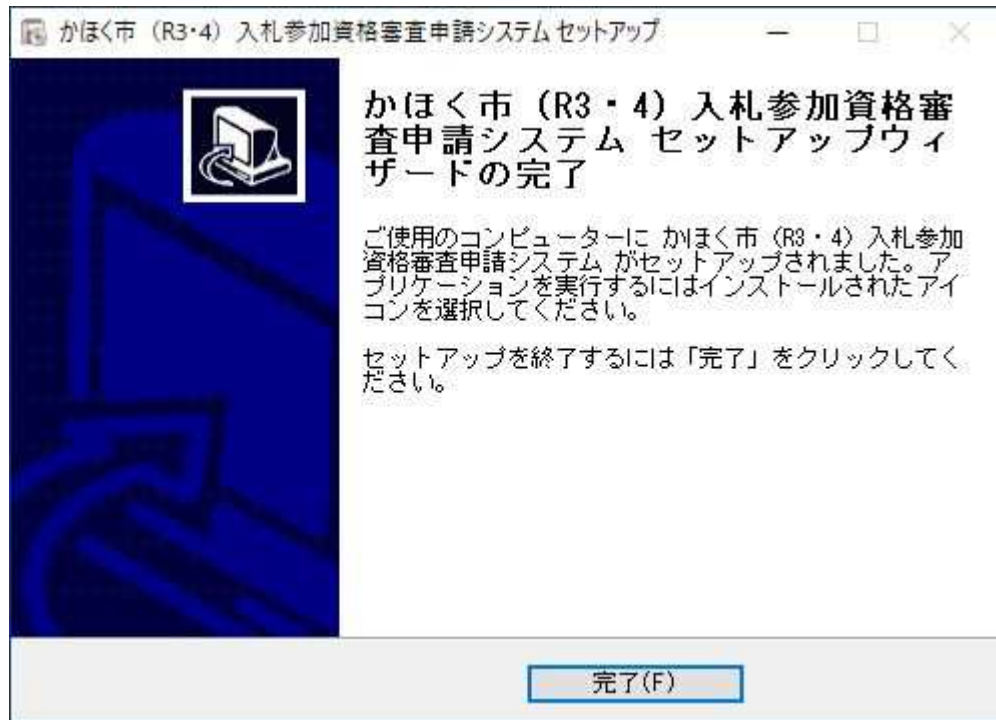 かほく市（R3・4）入札参加資格審査申請システム セットアップ
かほく市（R3・4）入札参加資格審
査申請システム セットアップウィ
ザードの完了
ご使用のコンピューターに かほく市（R3・4）入札参加
資格審査申請システム がセットアップされました。ア
プリケーションを実行するにはインストールされたアイ
コンを選択してください。
セットアップを終了するには「完了」をクリックしてく
ださい。
完了(F)